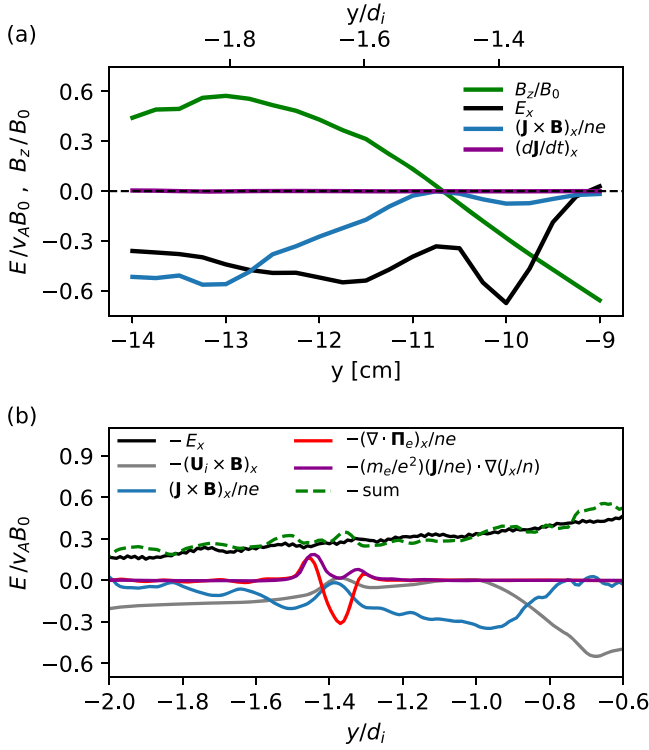 (a)
y/d_i
−1.8 −1.6 −1.4
E/v_A B_0 , B_z/B_0
0.6
0.3
0.0
−0.3
−0.6
B_z/B_0
E_x
(J × B)_x/ne
(dJ/dt)_x
−14 −13 −12 −11 −10 −9
y [cm]
(b)
E/v_A B_0
0.9
0.6
0.3
0.0
−0.3
−0.6
−E_x
−(U_i × B)_x
(J × B)_x/ne
−(∇ · Π_e)_x/ne
−(m_e/e²)(J/ne) · ∇(J_x/n)
−sum
−2.0 −1.8 −1.6 −1.4 −1.2 −1.0 −0.8 −0.6
y/d_i